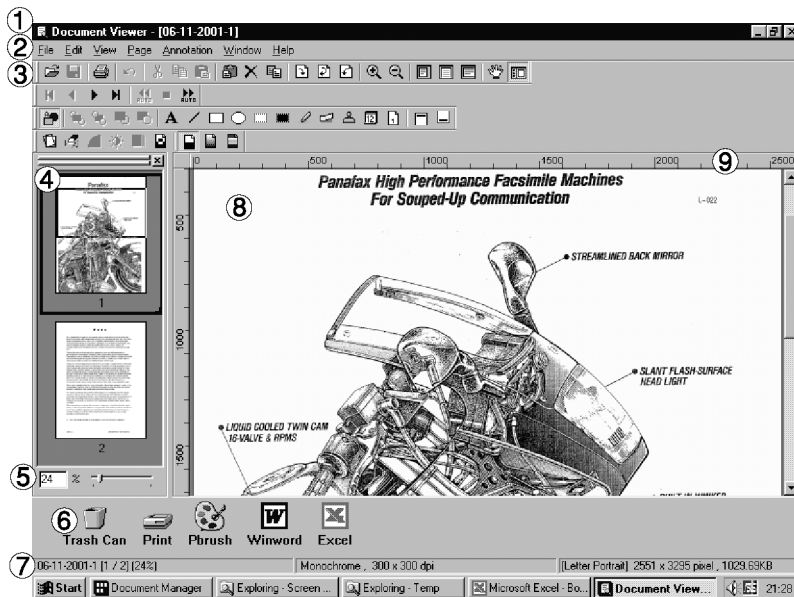 ① Document Viewer - [06-11-2001-1]
② File Edit View Page Annotation Window Help
③
AUTO AUTO
A 12 1
④ ⑨
0 500 1000 1500 2000 2500
Panafax High Performance Facsimile Machines
For Souped-Up Communication
⑧
L-022
500
STREAMLINED BACK MIRROR
1
1000
SLANT FLASH-SURFACE
HEAD LIGHT
LIQUID COOLED TWIN CAM
16-VALVE & RPMS
2
1500
⑤ 24 %
⑥
Trash Can Print Pbrush Winword Excel
⑦ 06-11-2001-1 [1 / 2] (24%) Monochrome , 300 x 300 dpi [Letter Portrait] 2551 x 3295 pixel , 1029.69KB
Start Document Manager Exploring - Screen ... Exploring - Temp Microsoft Excel - Bo... Document View... 21:28